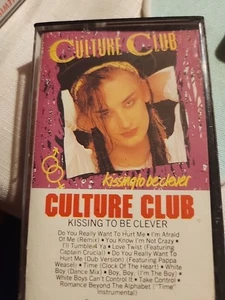 CULTURE CLUB
kissing to be clever
CULTURE CLUB
KISSING TO BE CLEVER
Do You Really Want To Hurt Me • I'm Afraid
Of Me (Remix) • You Know I'm Not Crazy •
I'll Tumble 4 Ya • Love Twist (Featuring
Captain Crucial) • Do You Really Want To
Hurt Me (Dub Version) (Featuring Pappa
Weasel) • Time (Clock Of The Heart) • White
Boy (Dance Mix) • Boy, Boy, (I'm The Boy) •
White Boys Can't Control It • Take Control •
Romance Beyond The Alphabet ("Time"
Instrumental)